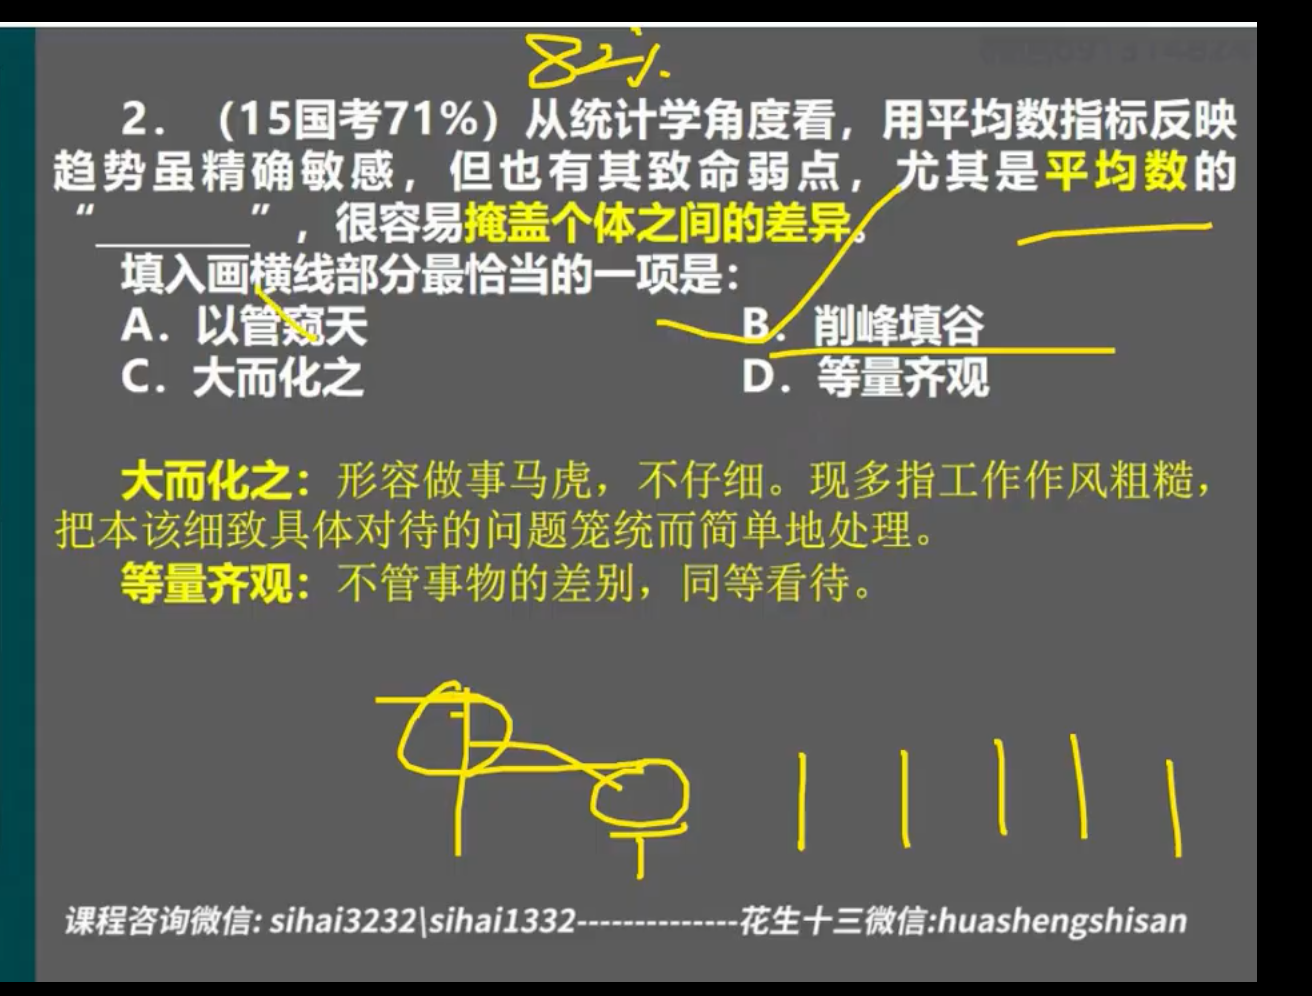 82%
2. （15国考71%）从统计学角度看，用平均数指标反映
趋势虽精确敏感，但也有其致命弱点，尤其是平均数的
“______”，很容易掩盖个体之间的差异。
填入画横线部分最恰当的一项是：
A. 以管窥天 B. 削峰填谷
C. 大而化之 D. 等量齐观
大而化之：形容做事马虎，不仔细。现多指工作作风粗糙，
把本该细致具体对待的问题笼统而简单地处理。
等量齐观：不管事物的差别，同等看待。
课程咨询微信: sihai3232\sihai1332--------------花生十三微信:huashengshisan